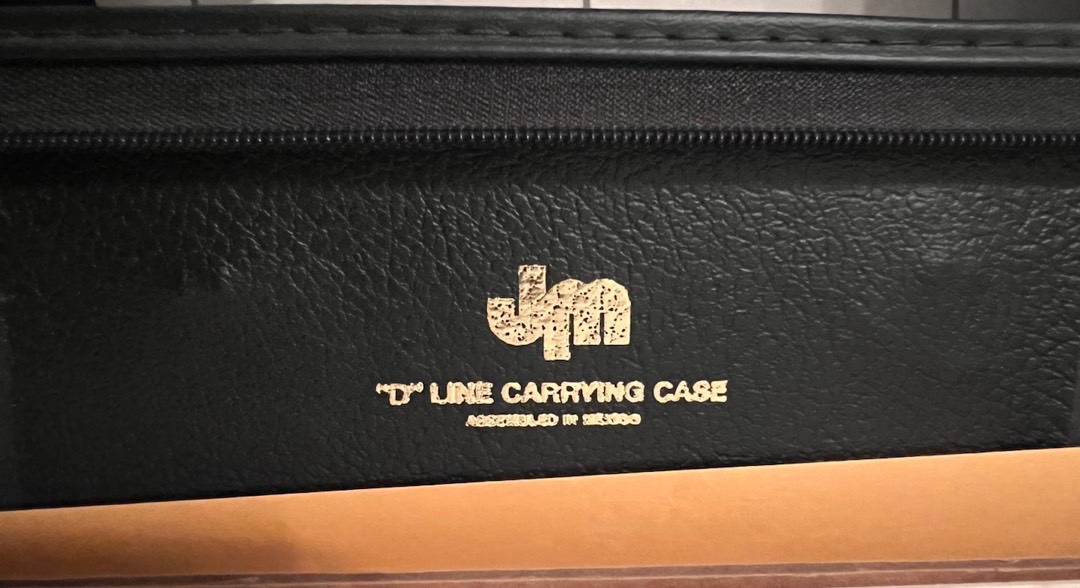 Jm
"D" LINE CARRYING CASE
ASSEMBLED IN MEXICO